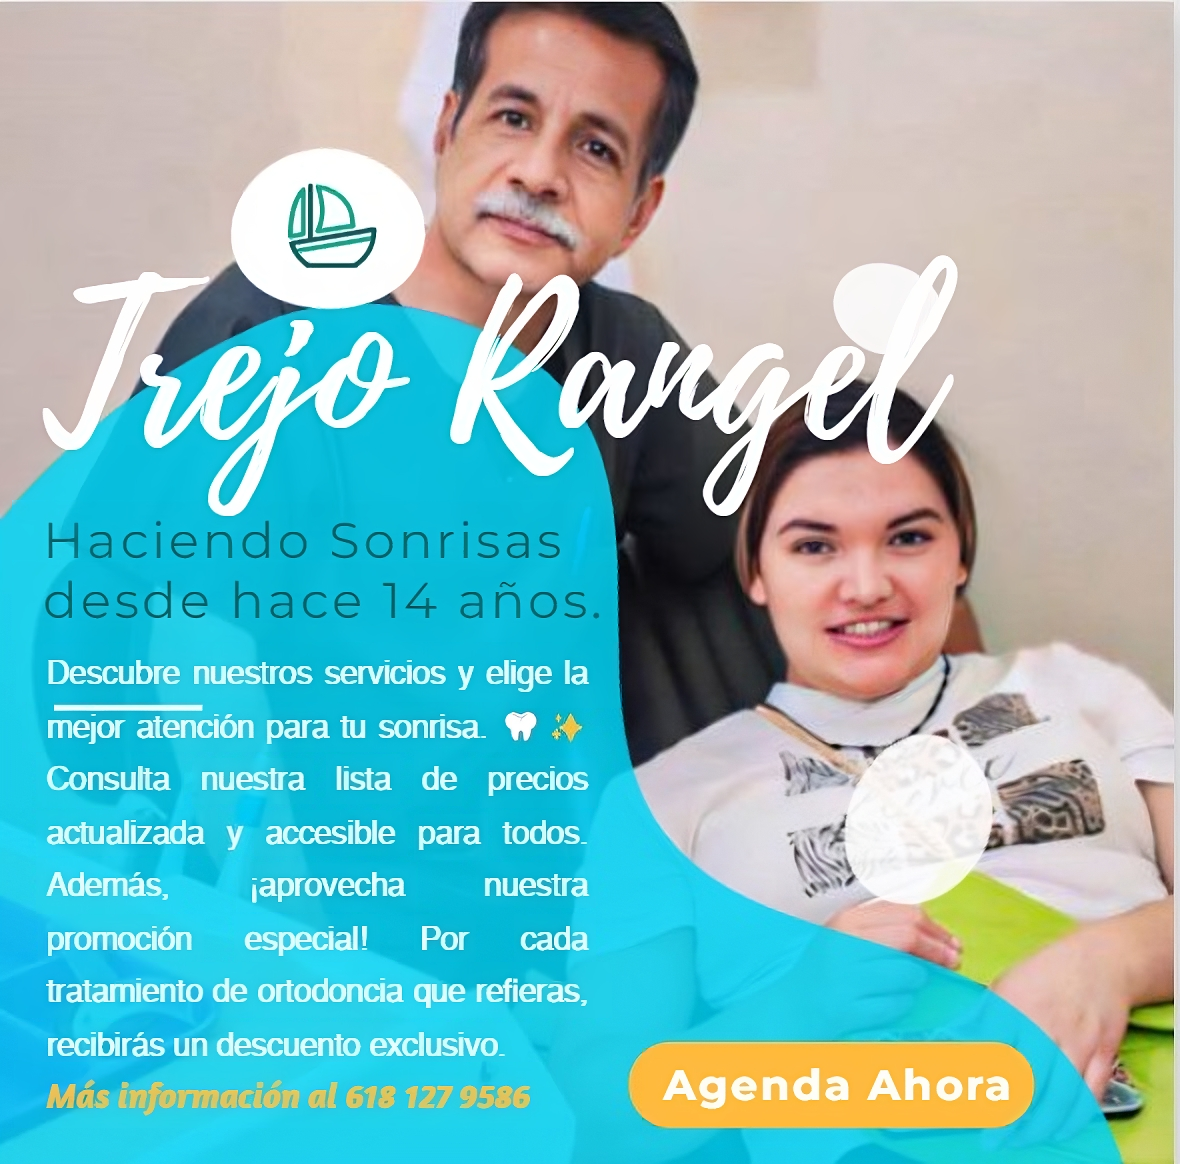 Trejo Rangel
Haciendo Sonrisas
desde hace 14 años.
Descubre nuestros servicios y elige la
mejor atención para tu sonrisa. 🦷 ✨
Consulta nuestra lista de precios
actualizada y accesible para todos.
Además, ¡aprovecha nuestra
promoción especial! Por cada
tratamiento de ortodoncia que refieras,
recibirás un descuento exclusivo.
Más información al 618 127 9586
Agenda Ahora